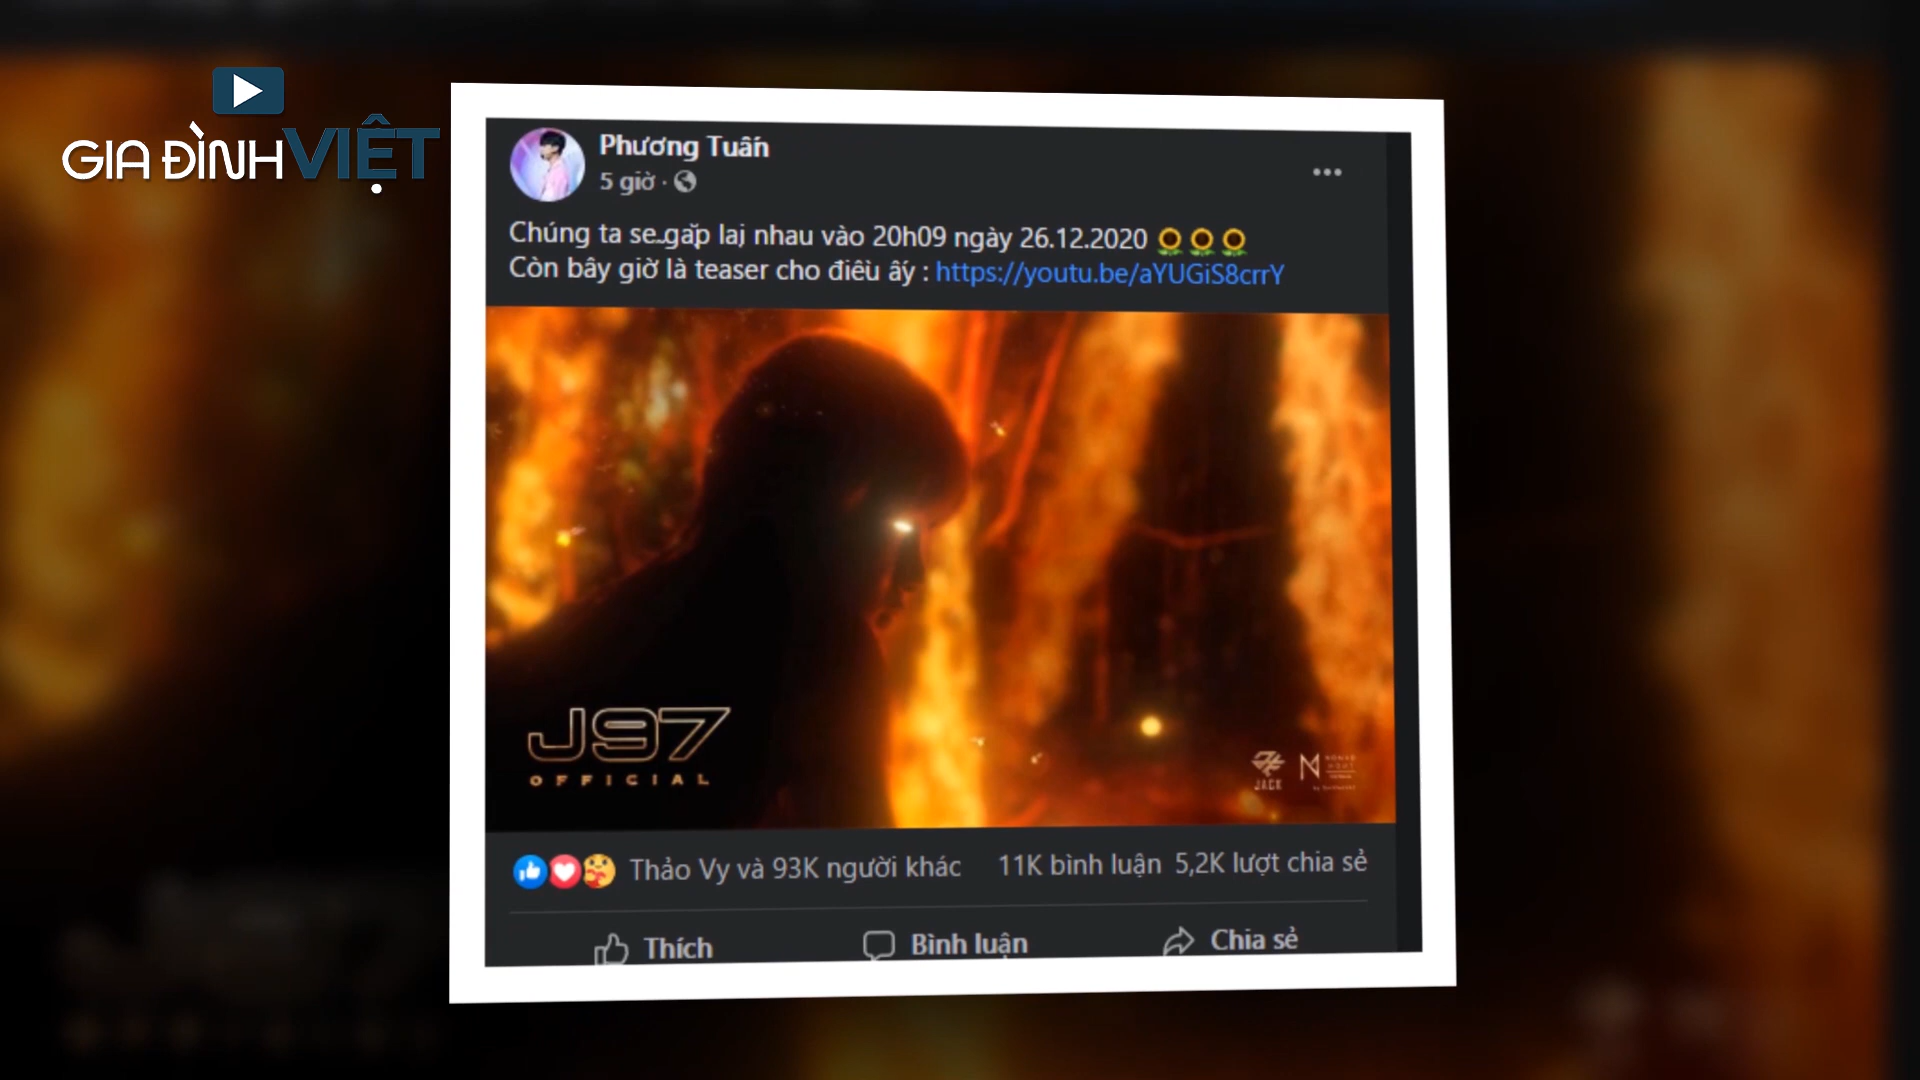 GIA ĐÌNH VIỆT
Phương Tuấn
5 giờ ·
Chúng ta sẽ gặp lại nhau vào 20h09 ngày 26.12.2020 🌻🌻🌻
Còn bây giờ là teaser cho điều ấy : https://youtu.be/aYUGiS8crrY
J97
OFFICIAL
JACK
Thảo Vy và 93K người khác 11K bình luận 5,2K lượt chia sẻ
Thích Bình luận Chia sẻ